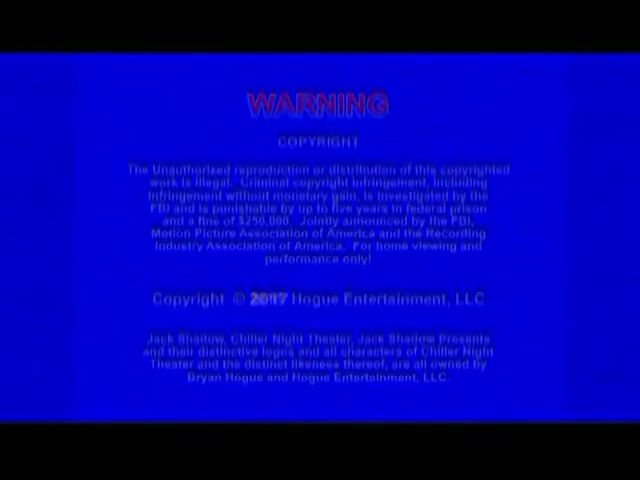 WARNING
COPYRIGHT
The Unauthorized reproduction or distribution of this copyrighted
work is illegal. Criminal copyright infringement, including
infringement without monetary gain, is investigated by the
FBI and is punishable by up to five years in federal prison
and a fine of $250,000. Jointly announced by the FBI,
Motion Picture Association of America and the Recording
Industry Association of America. For home viewing and
performance only!
Copyright © 2017 Hogue Entertainment, LLC
Jack Shadow, Chiller Night Theater, Jack Shadow Presents
and their distinctive logos and all characters of Chiller Night
Theater and the distinct likeness thereof, are all owned by
Bryan Hogue and Hogue Entertainment, LLC.